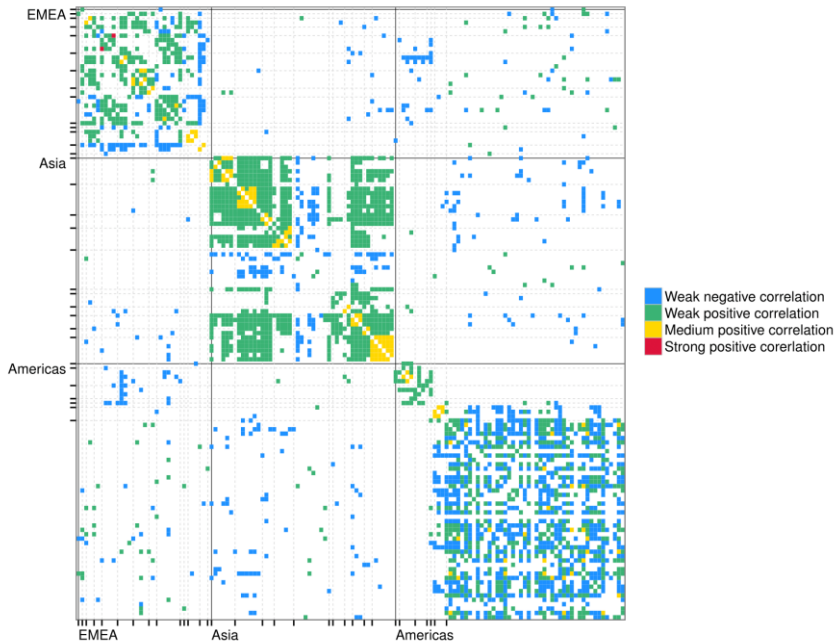 EMEA
Asia
Weak negative correlation
Weak positive correlation
Medium positive correlation
Strong positive corerlation
Americas
EMEA Asia Americas